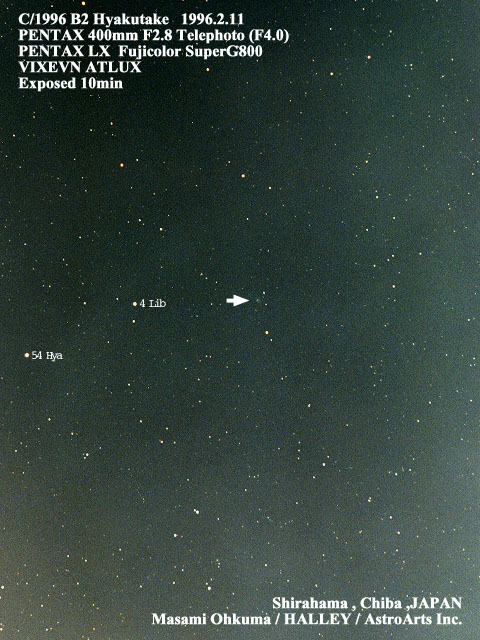 C/1996 B2 Hyakutake 1996.2.11
PENTAX 400mm F2.8 Telephoto (F4.0)
PENTAX LX Fujicolor SuperG800
VIXEVN ATLUX
Exposed 10min
4 Lib
54 Hya
Shirahama , Chiba ,JAPAN
Masami Ohkuma / HALLEY / AstroArts Inc.